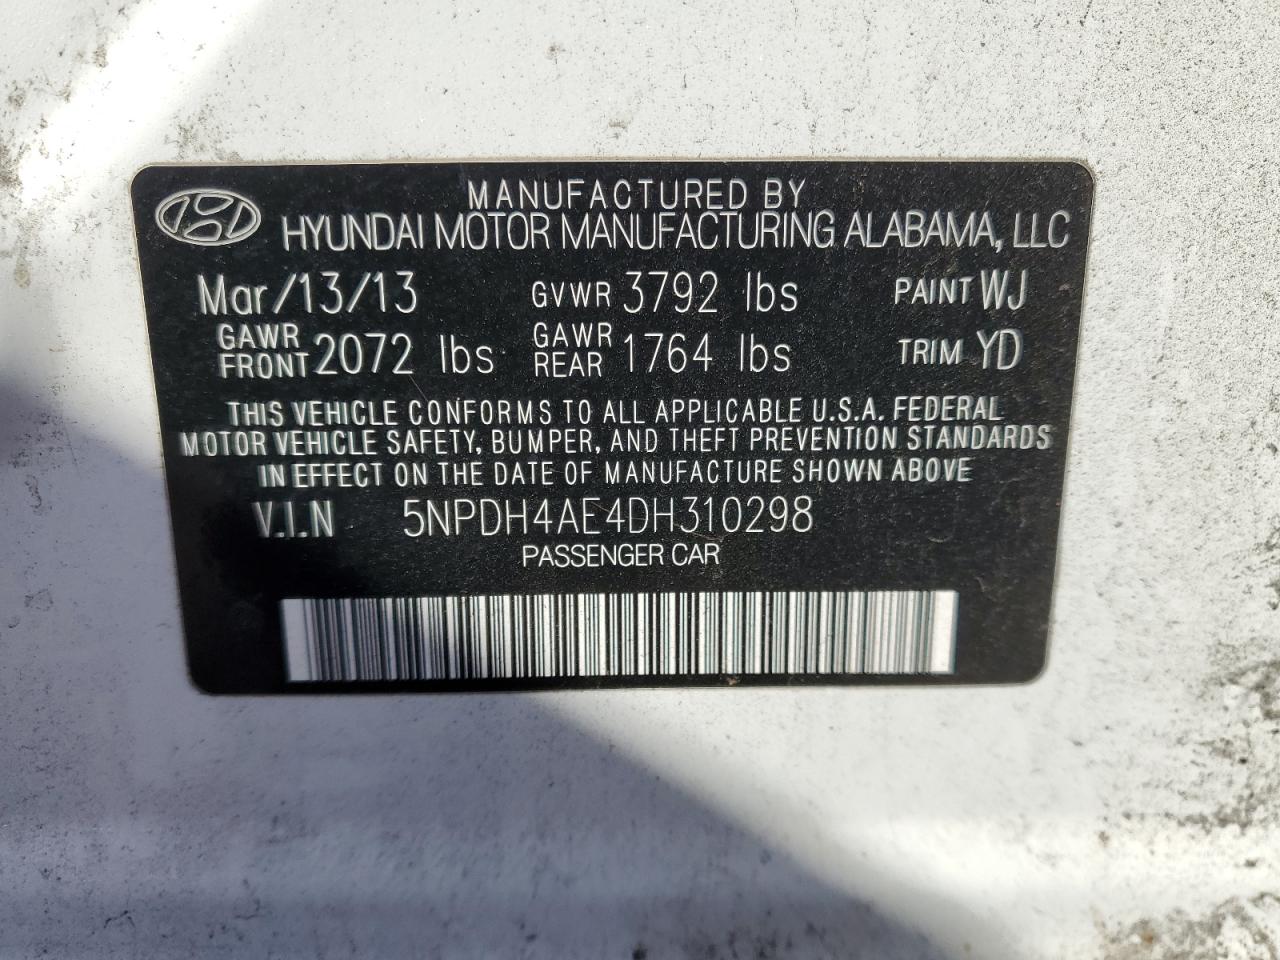 MANUFACTURED BY
HYUNDAI MOTOR MANUFACTURING ALABAMA, LLC
Mar/13/13 GVWR 3792 lbs PAINT WJ
GAWR FRONT 2072 lbs GAWR REAR 1764 lbs TRIM YD
THIS VEHICLE CONFORMS TO ALL APPLICABLE U.S.A. FEDERAL
MOTOR VEHICLE SAFETY, BUMPER, AND THEFT PREVENTION STANDARDS
IN EFFECT ON THE DATE OF MANUFACTURE SHOWN ABOVE
V.I.N 5NPDH4AE4DH310298
PASSENGER CAR